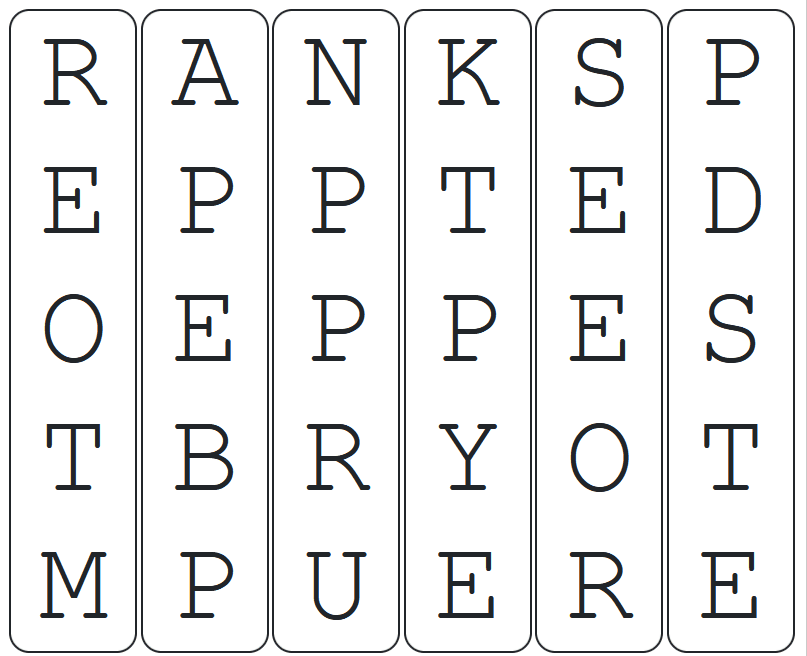 R A N K S P
E P P T E D
O E P P E S
T B R Y O T
M P U E R E